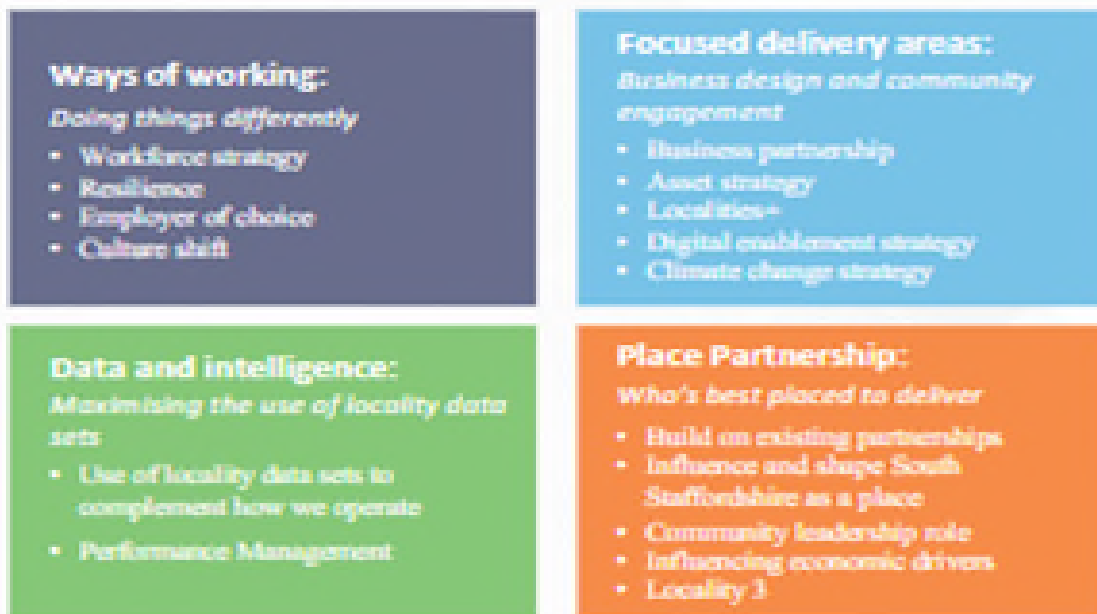 Ways of working:
Doing things differently
• Workforce strategy
• Resilience
• Employer of choice
• Culture shift
Focused delivery areas:
Business design and community
engagement
• Business partnership
• Asset strategy
• Localities+
• Digital enablement strategy
• Climate change strategy
Data and intelligence:
Maximising the use of locality data
sets
• Use of locality data sets to
complement how we operate
• Performance Management
Place Partnership:
Who's best placed to deliver
• Build on existing partnerships
• Influence and shape South
Staffordshire as a place
• Community leadership role
• Influencing economic drivers
• Locality 3